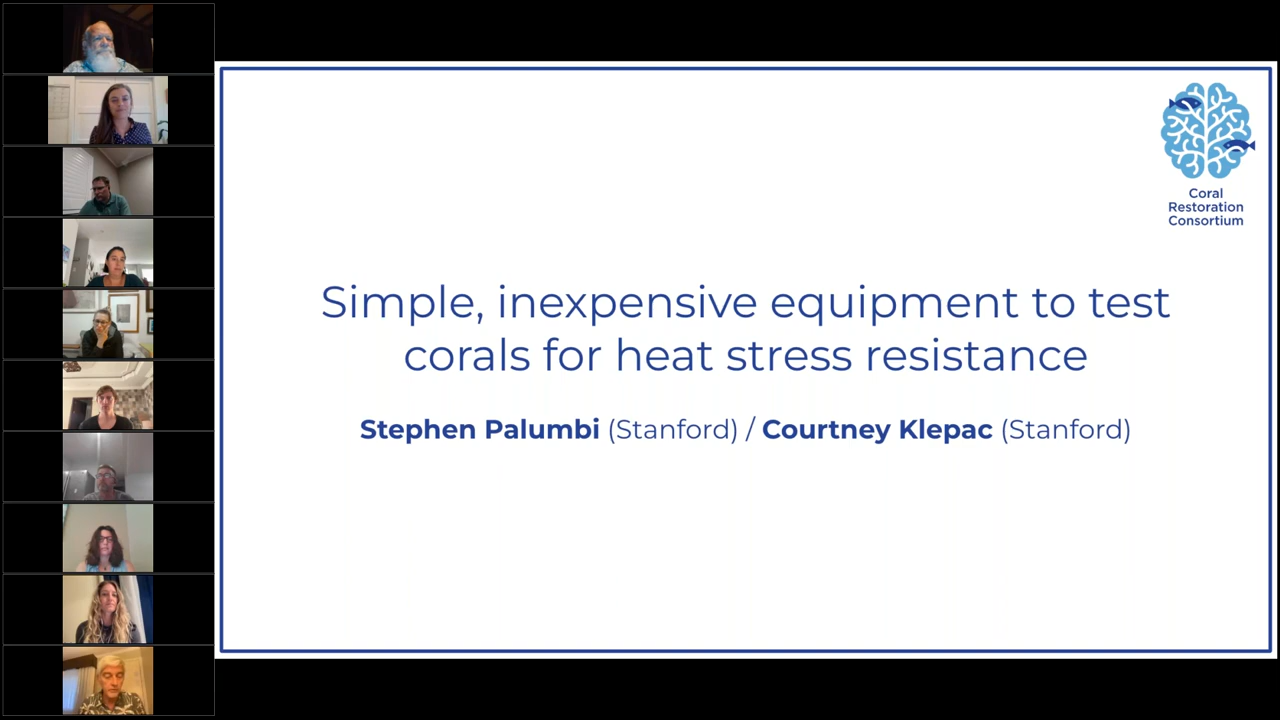 Coral
Restoration
Consortium
Simple, inexpensive equipment to test
corals for heat stress resistance
Stephen Palumbi (Stanford) / Courtney Klepac (Stanford)